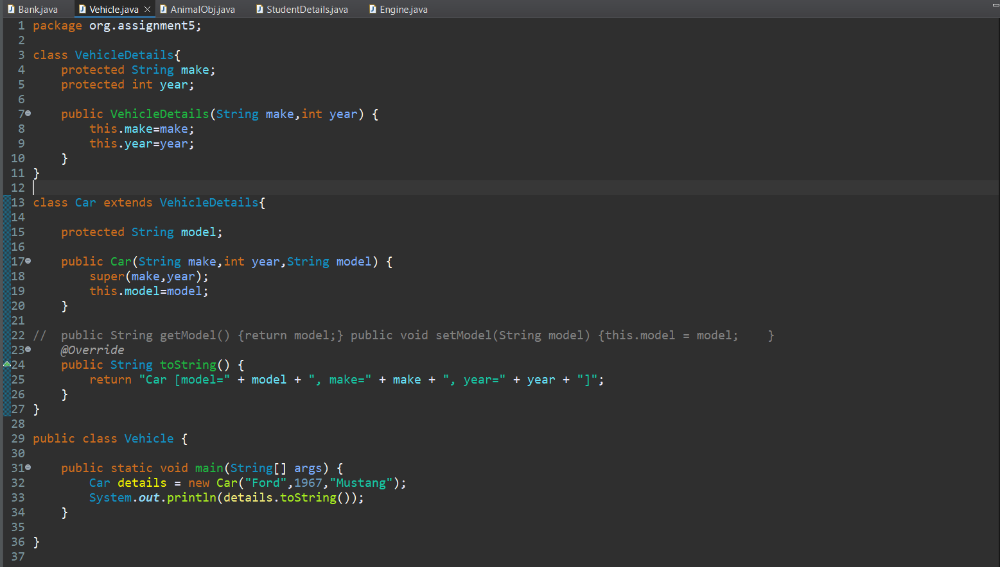 Bank.java Vehicle.java AnimalObj.java StudentDetails.java Engine.java
1 package org.assignment5;
2
3 class VehicleDetails{
4     protected String make;
5     protected int year;
6
7     public VehicleDetails(String make,int year) {
8         this.make=make;
9         this.year=year;
10     }
11 }
12
13 class Car extends VehicleDetails{
14
15     protected String model;
16
17     public Car(String make,int year,String model) {
18         super(make,year);
19         this.model=model;
20     }
21
22 //  public String getModel() {return model;} public void setModel(String model) {this.model = model;    }
23     @Override
24     public String toString() {
25         return "Car [model=" + model + ", make=" + make + ", year=" + year + "]";
26     }
27 }
28
29 public class Vehicle {
30
31     public static void main(String[] args) {
32         Car details = new Car("Ford",1967,"Mustang");
33         System.out.println(details.toString());
34     }
35
36 }
37